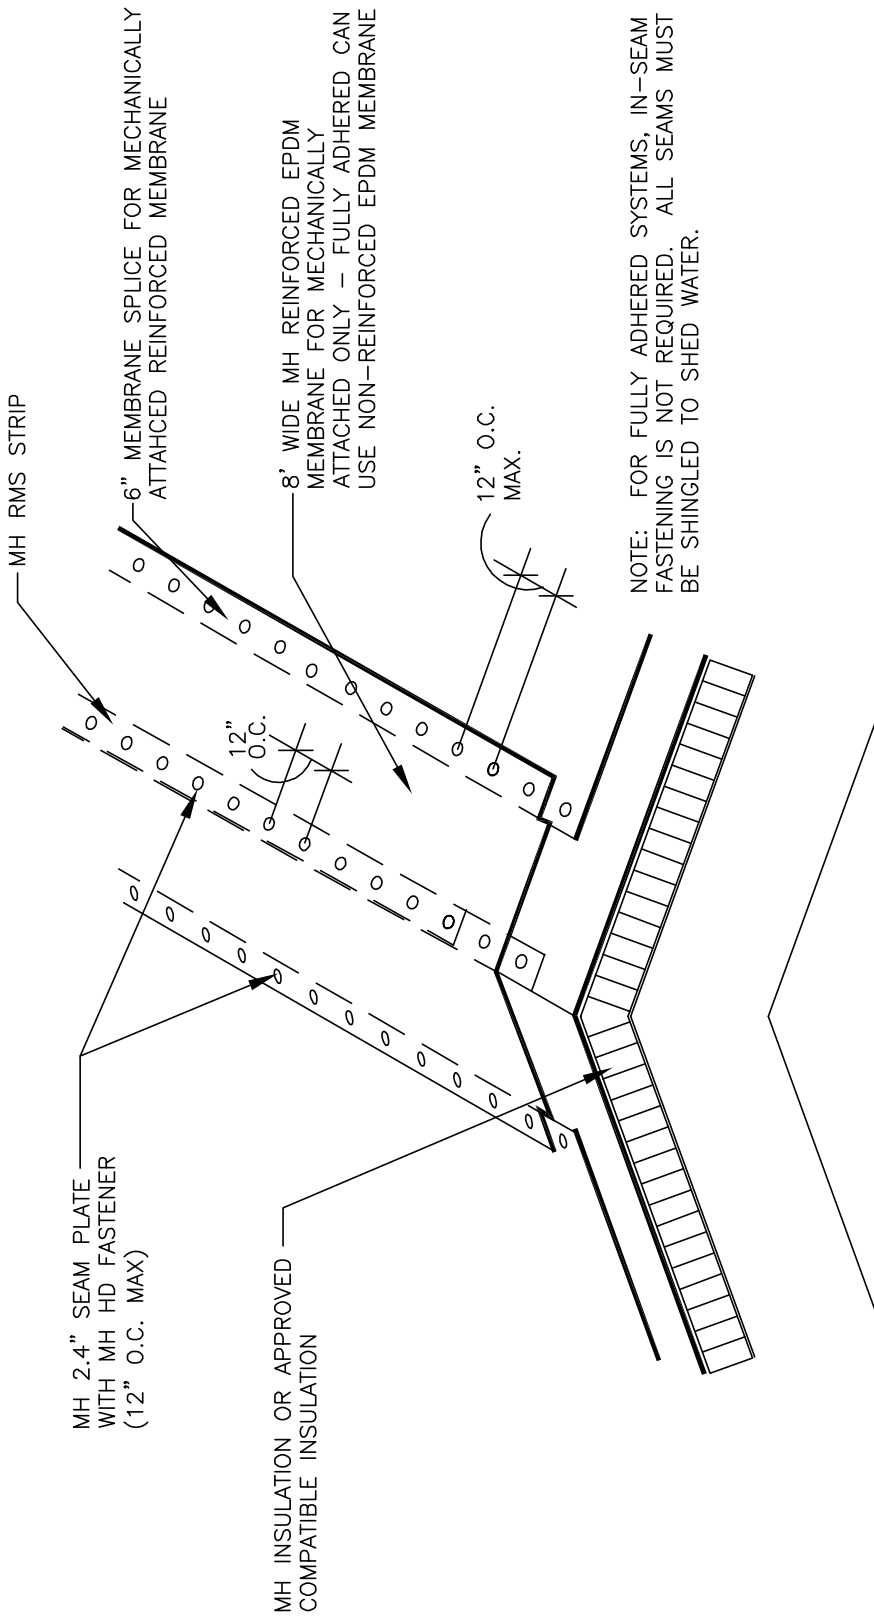 MH RMS STRIP
6" MEMBRANE SPLICE FOR MECHANICALLY
ATTAHCED REINFORCED MEMBRANE
8' WIDE MH REINFORCED EPDM
MEMBRANE FOR MECHANICALLY
ATTACHED ONLY - FULLY ADHERED CAN
USE NON-REINFORCED EPDM MEMBRANE
12" O.C.
MAX.
12"
O.C.
MH 2.4" SEAM PLATE
WITH MH HD FASTENER
(12" O.C. MAX)
MH INSULATION OR APPROVED
COMPATIBLE INSULATION
NOTE: FOR FULLY ADHERED SYSTEMS, IN-SEAM
FASTENING IS NOT REQUIRED. ALL SEAMS MUST
BE SHINGLED TO SHED WATER.